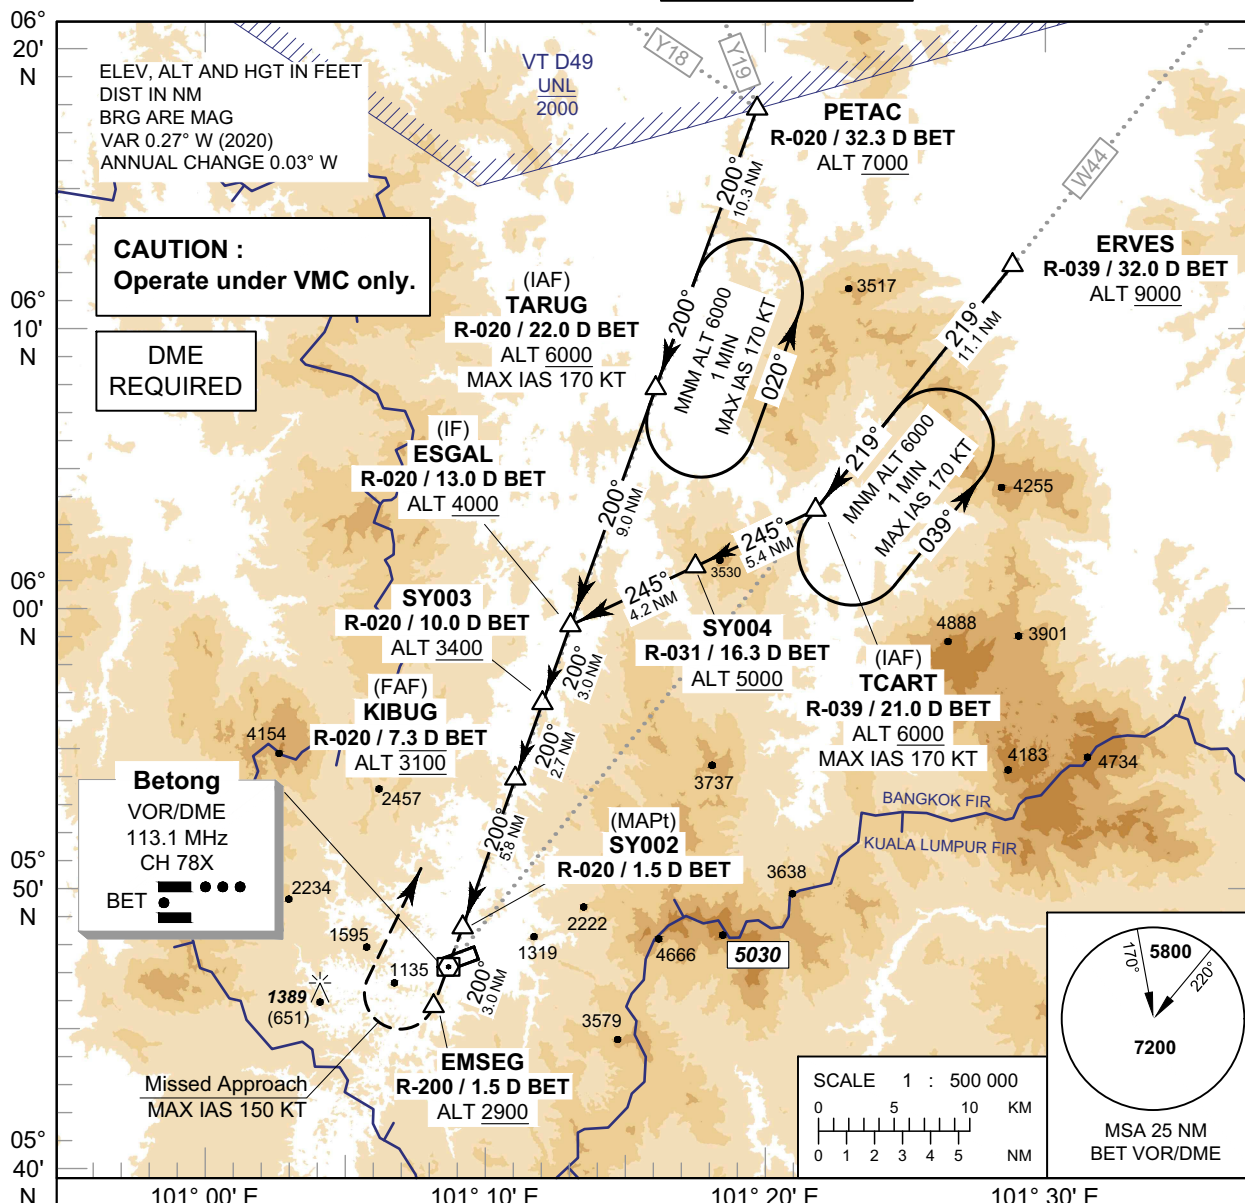 06°
20'
N
ELEV, ALT AND HGT IN FEET
DIST IN NM
BRG ARE MAG
VAR 0.27° W (2020)
ANNUAL CHANGE 0.03° W
VT D49
UNL
2000
Y18
Y19
W44
PETAC
R-020 / 32.3 D BET
ALT 7000
200°
10.3 NM
CAUTION :
Operate under VMC only.
DME
REQUIRED
ERVES
R-039 / 32.0 D BET
ALT 9000
219°
11.1 NM
3517
(IAF)
TARUG
R-020 / 22.0 D BET
ALT 6000
MAX IAS 170 KT
200°
MNM ALT 6000
1 MIN
MAX IAS 170 KT
020°
06°
10'
N
(IF)
ESGAL
R-020 / 13.0 D BET
ALT 4000
200°
9.0 NM
219°
MNM ALT 6000
1 MIN
MAX IAS 170 KT
039°
4255
245°
5.4 NM
3530
245°
4.2 NM
06°
00'
N
SY003
R-020 / 10.0 D BET
ALT 3400
SY004
R-031 / 16.3 D BET
ALT 5000
4888
3901
(IAF)
TCART
R-039 / 21.0 D BET
ALT 6000
MAX IAS 170 KT
200°
3.0 NM
(FAF)
KIBUG
R-020 / 7.3 D BET
ALT 3100
200°
2.7 NM
4154
2457
3737
4183
4734
BANGKOK FIR
KUALA LUMPUR FIR
Betong
VOR/DME
113.1 MHz
CH 78X
BET
200°
5.8 NM
(MAPt)
SY002
R-020 / 1.5 D BET
05°
50'
N
2234
1595
1135
1389
(651)
2222
1319
3638
4666
5030
3579
200°
3.0 NM
EMSEG
R-200 / 1.5 D BET
ALT 2900
Missed Approach
MAX IAS 150 KT
SCALE 1 : 500 000
0 5 10 KM
0 1 2 3 4 5 NM
170°
5800
220°
7200
MSA 25 NM
BET VOR/DME
05°
40'
N
101° 00' E
101° 10' E
101° 20' E
101° 30' E